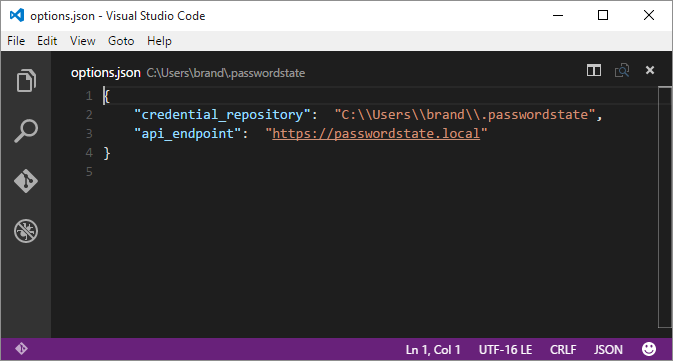 options.json - Visual Studio Code
File Edit View Goto Help
options.json C:\Users\brand\.passwordstate
1 {
2 "credential_repository": "C:\\Users\\brand\\.passwordstate",
3 "api_endpoint": "https://passwordstate.local"
4 }
5
Ln 1, Col 1 UTF-16 LE CRLF JSON